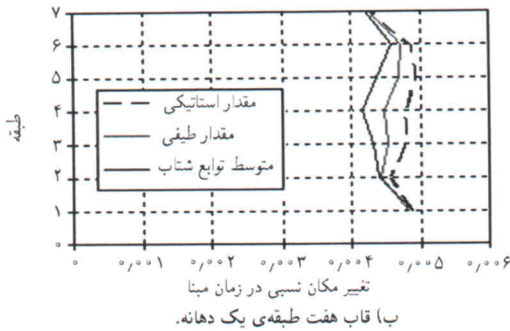 ۷
۶
۵
۴
۳
۲
۱
۰
طبقه
مقدار استاتیکی
مقدار طیفی
متوسط توابع شتاب
۰ ۰٫۰۰۱ ۰٫۰۰۲ ۰٫۰۰۳ ۰٫۰۰۴ ۰٫۰۰۵ ۰٫۰۰۶
تغییر مکان نسبی در زمان مبنا
ب) قاب هفت طبقه‌ی یک دهانه.